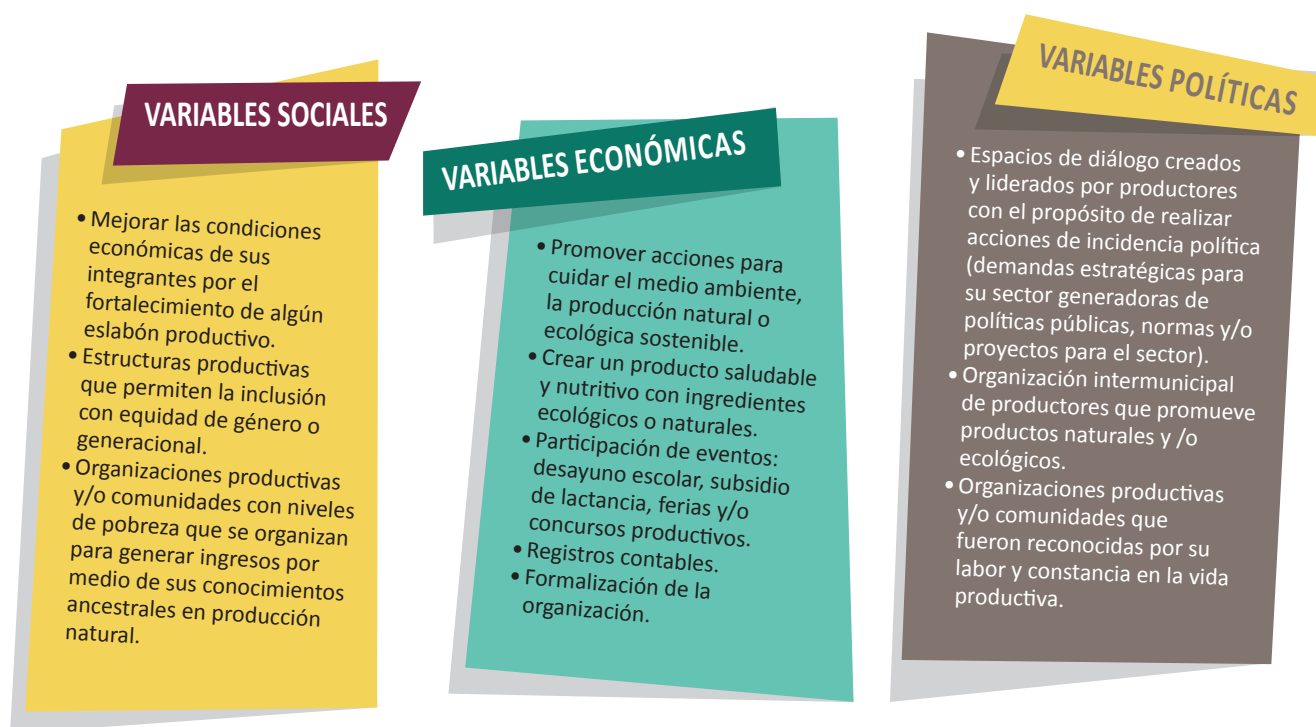 VARIABLES SOCIALES
• Mejorar las condiciones
económicas de sus
integrantes por el
fortalecimiento de algún
eslabón productivo.
• Estructuras productivas
que permiten la inclusión
con equidad de género o
generacional.
• Organizaciones productivas
y/o comunidades con niveles
de pobreza que se organizan
para generar ingresos por
medio de sus conocimientos
ancestrales en producción
natural.
VARIABLES ECONÓMICAS
• Promover acciones para
cuidar el medio ambiente,
la producción natural o
ecológica sostenible.
• Crear un producto saludable
y nutritivo con ingredientes
ecológicos o naturales.
• Participación de eventos:
desayuno escolar, subsidio
de lactancia, ferias y/o
concursos productivos.
• Registros contables.
• Formalización de la
organización.
VARIABLES POLÍTICAS
• Espacios de diálogo creados
y liderados por productores
con el propósito de realizar
acciones de incidencia política
(demandas estratégicas para
su sector generadoras de
políticas públicas, normas y/o
proyectos para el sector).
• Organización intermunicipal
de productores que promueve
productos naturales y /o
ecológicos.
• Organizaciones productivas
y/o comunidades que
fueron reconocidas por su
labor y constancia en la vida
productiva.